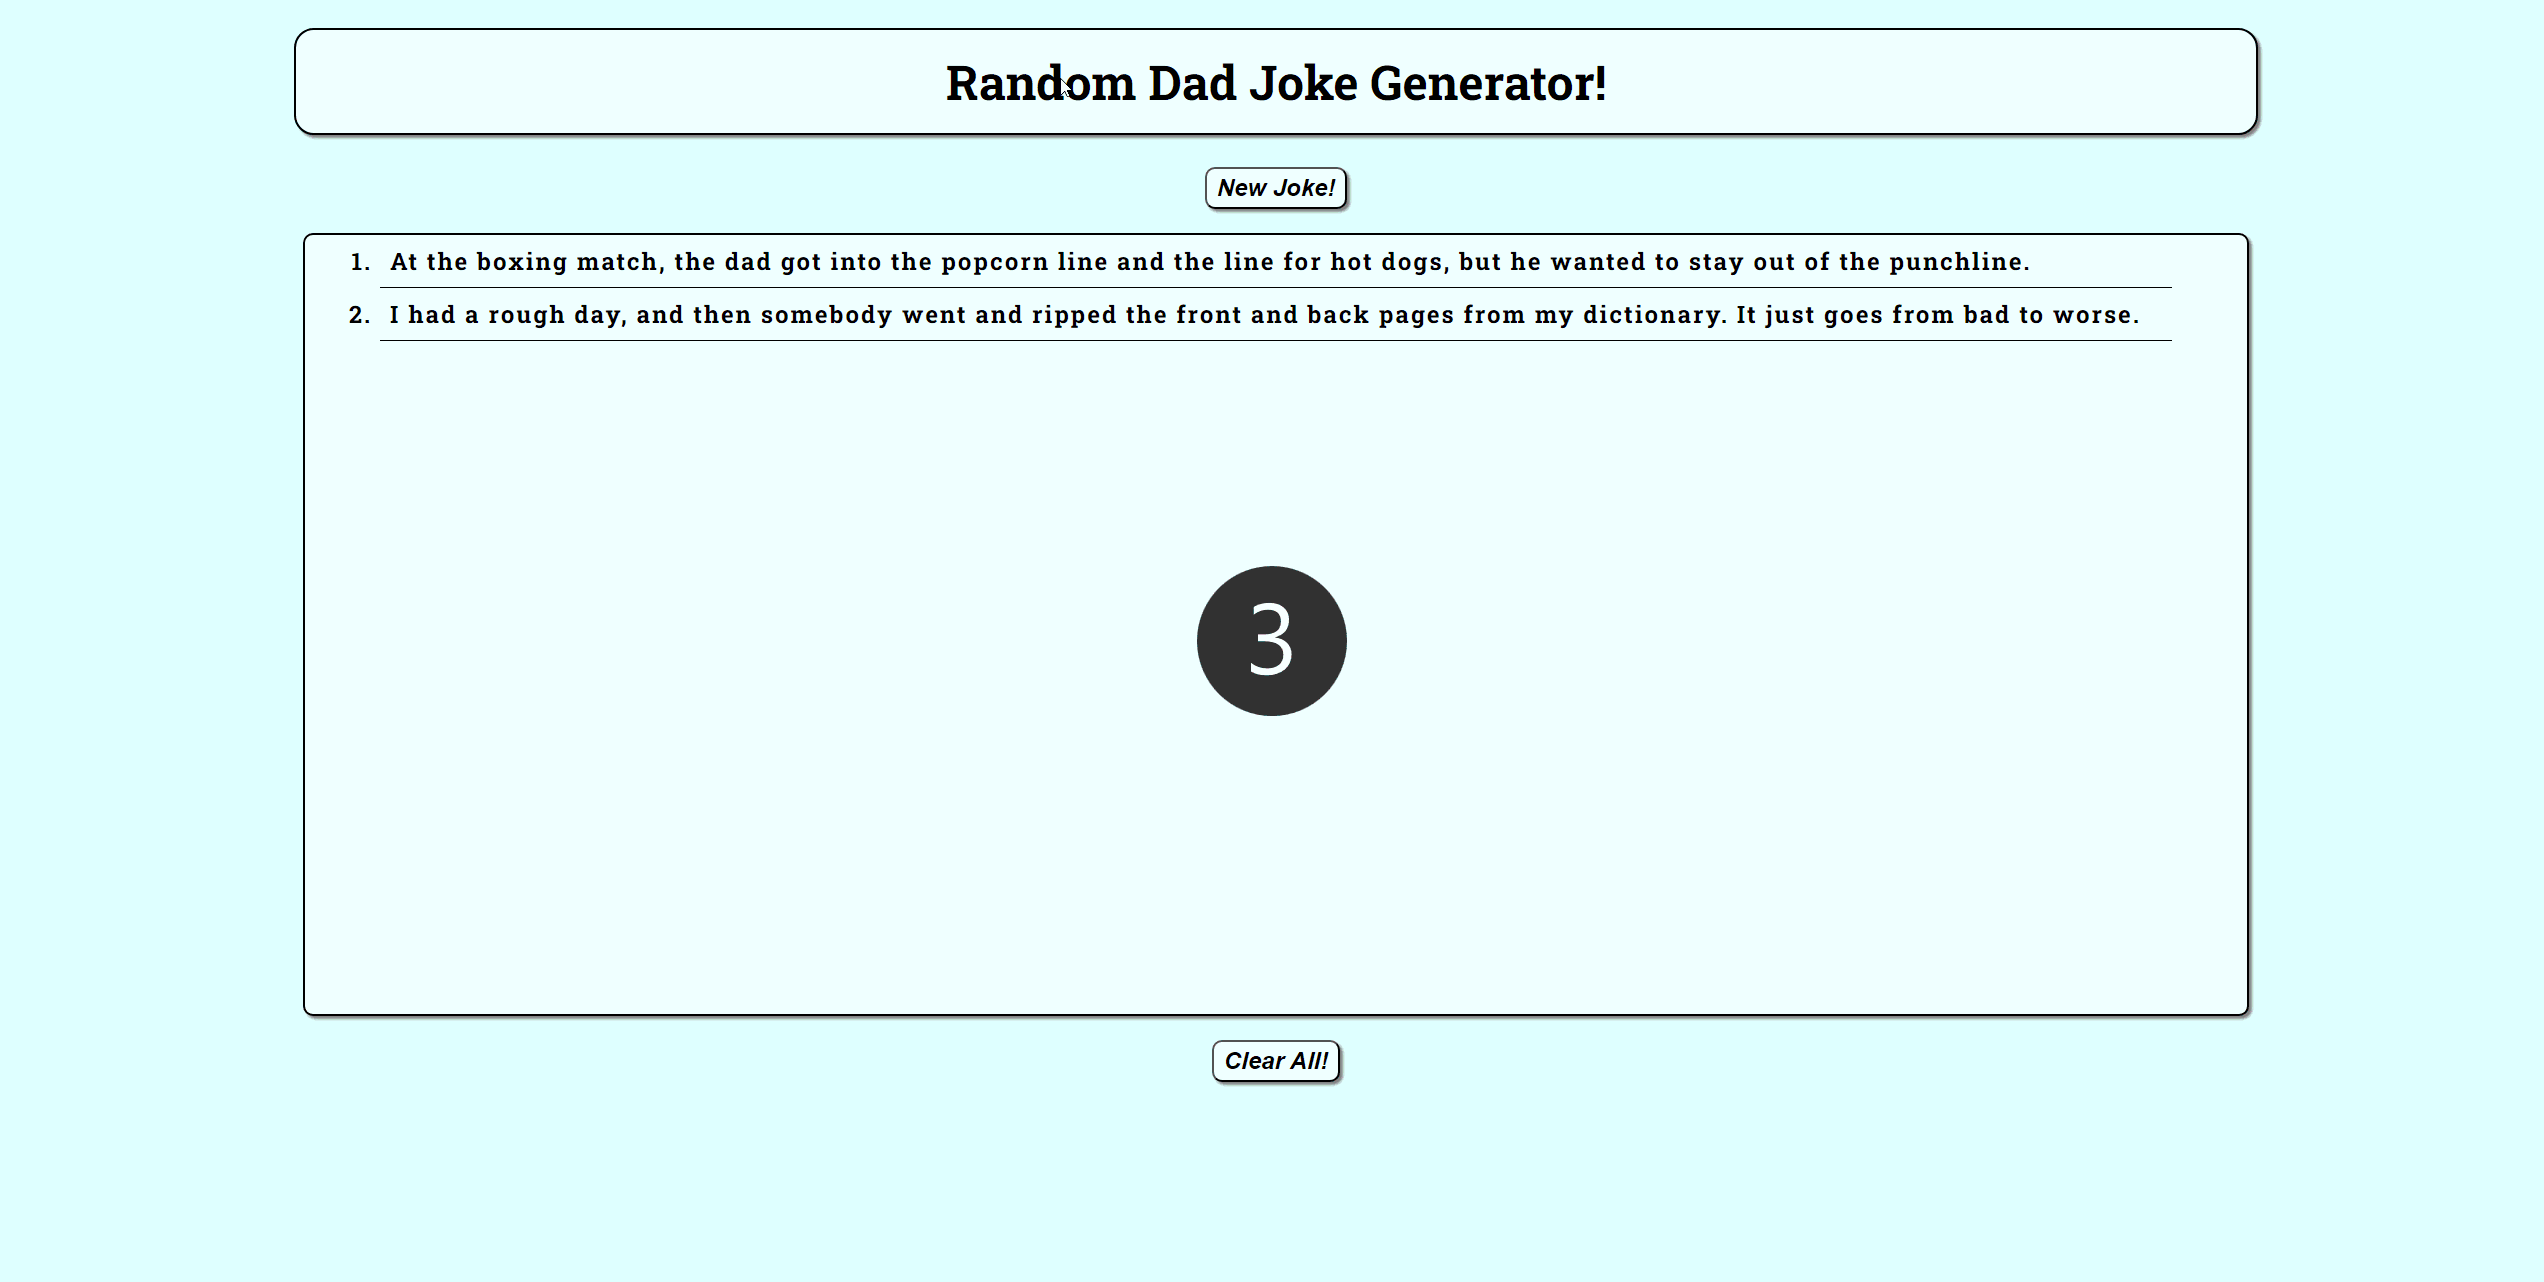 Random Dad Joke Generator!
New Joke!
1. At the boxing match, the dad got into the popcorn line and the line for hot dogs, but he wanted to stay out of the punchline.
2. I had a rough day, and then somebody went and ripped the front and back pages from my dictionary. It just goes from bad to worse.
3
Clear All!